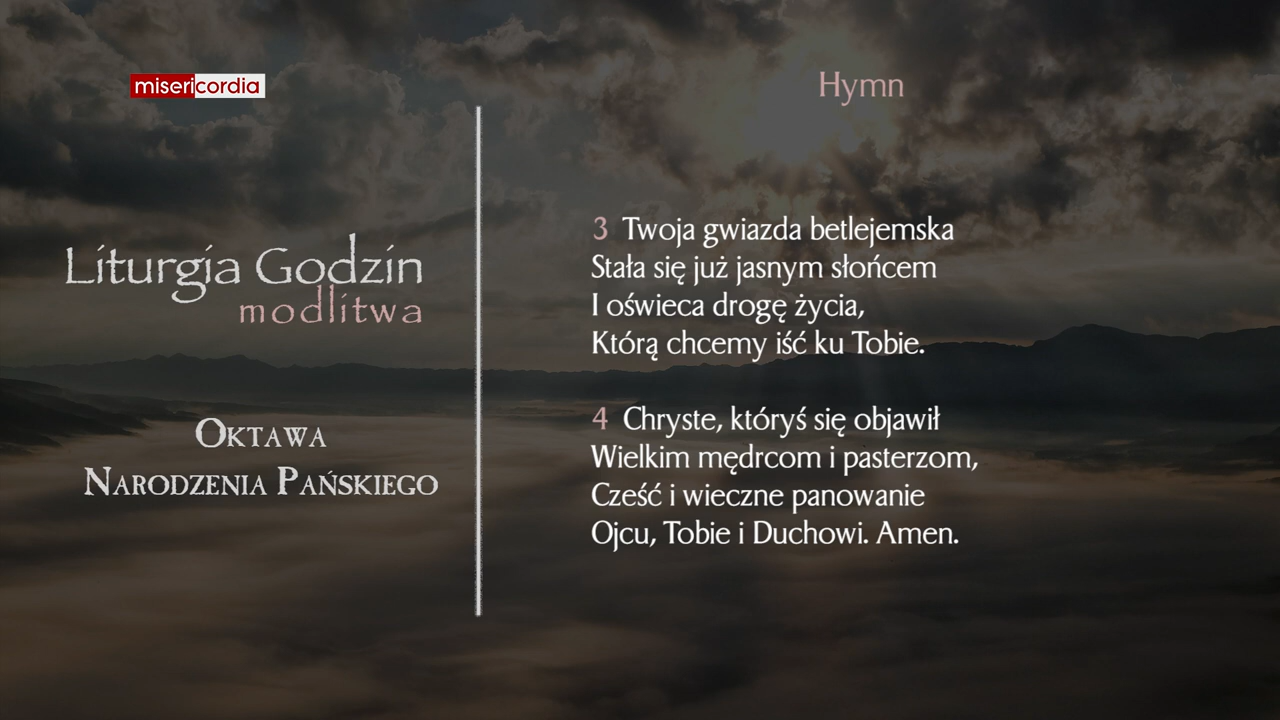 misericordia
Liturgia Godzin
modlitwa
Oktawa
Narodzenia Pańskiego
Hymn
3 Twoja gwiazda betlejemska
Stała się już jasnym słońcem
I oświeca drogę życia,
Którą chcemy iść ku Tobie.
4 Chryste, któryś się objawił
Wielkim mędrcom i pasterzom,
Cześć i wieczne panowanie
Ojcu, Tobie i Duchowi. Amen.